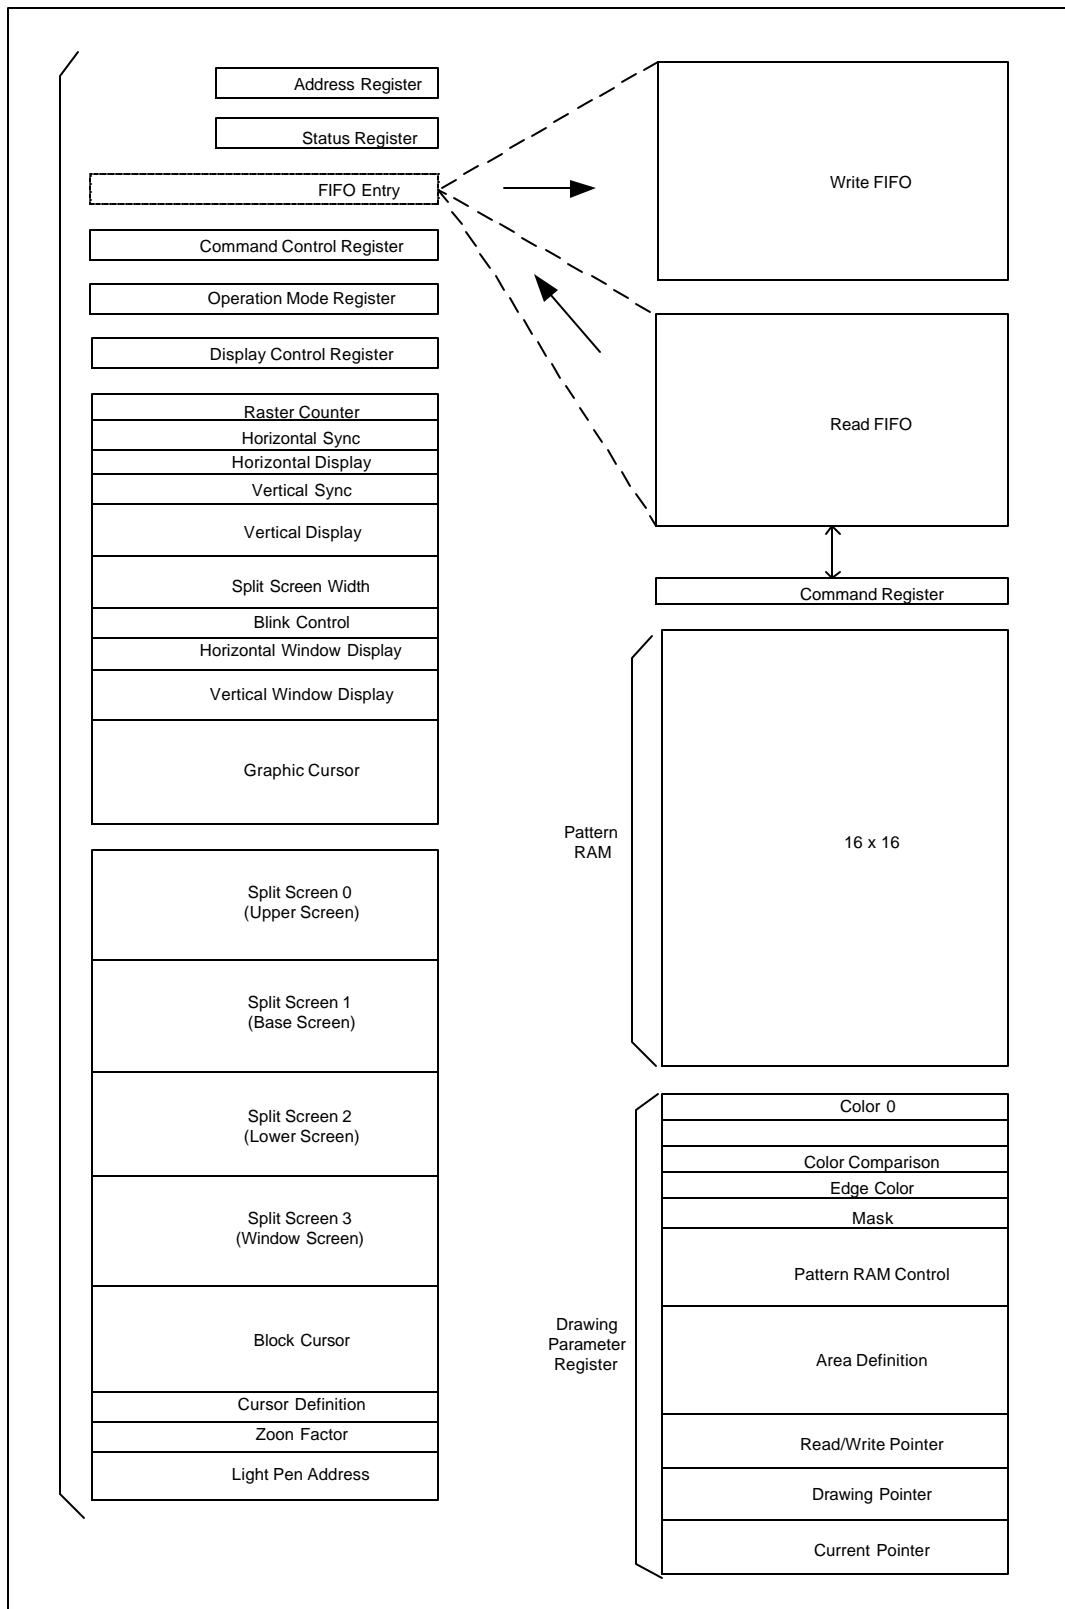 Address Register
Status Register
FIFO Entry
Command Control Register
Operation Mode Register
Display Control Register
Raster Counter
Horizontal Sync
Horizontal Display
Vertical Sync
Vertical Display
Split Screen Width
Blink Control
Horizontal Window Display
Vertical Window Display
Graphic Cursor
Split Screen 0
(Upper Screen)
Split Screen 1
(Base Screen)
Split Screen 2
(Lower Screen)
Split Screen 3
(Window Screen)
Block Cursor
Cursor Definition
Zoon Factor
Light Pen Address
Write FIFO
Read FIFO
Command Register
Pattern
RAM
16 x 16
Drawing
Parameter
Register
Color 0
Color Comparison
Edge Color
Mask
Pattern RAM Control
Area Definition
Read/Write Pointer
Drawing Pointer
Current Pointer